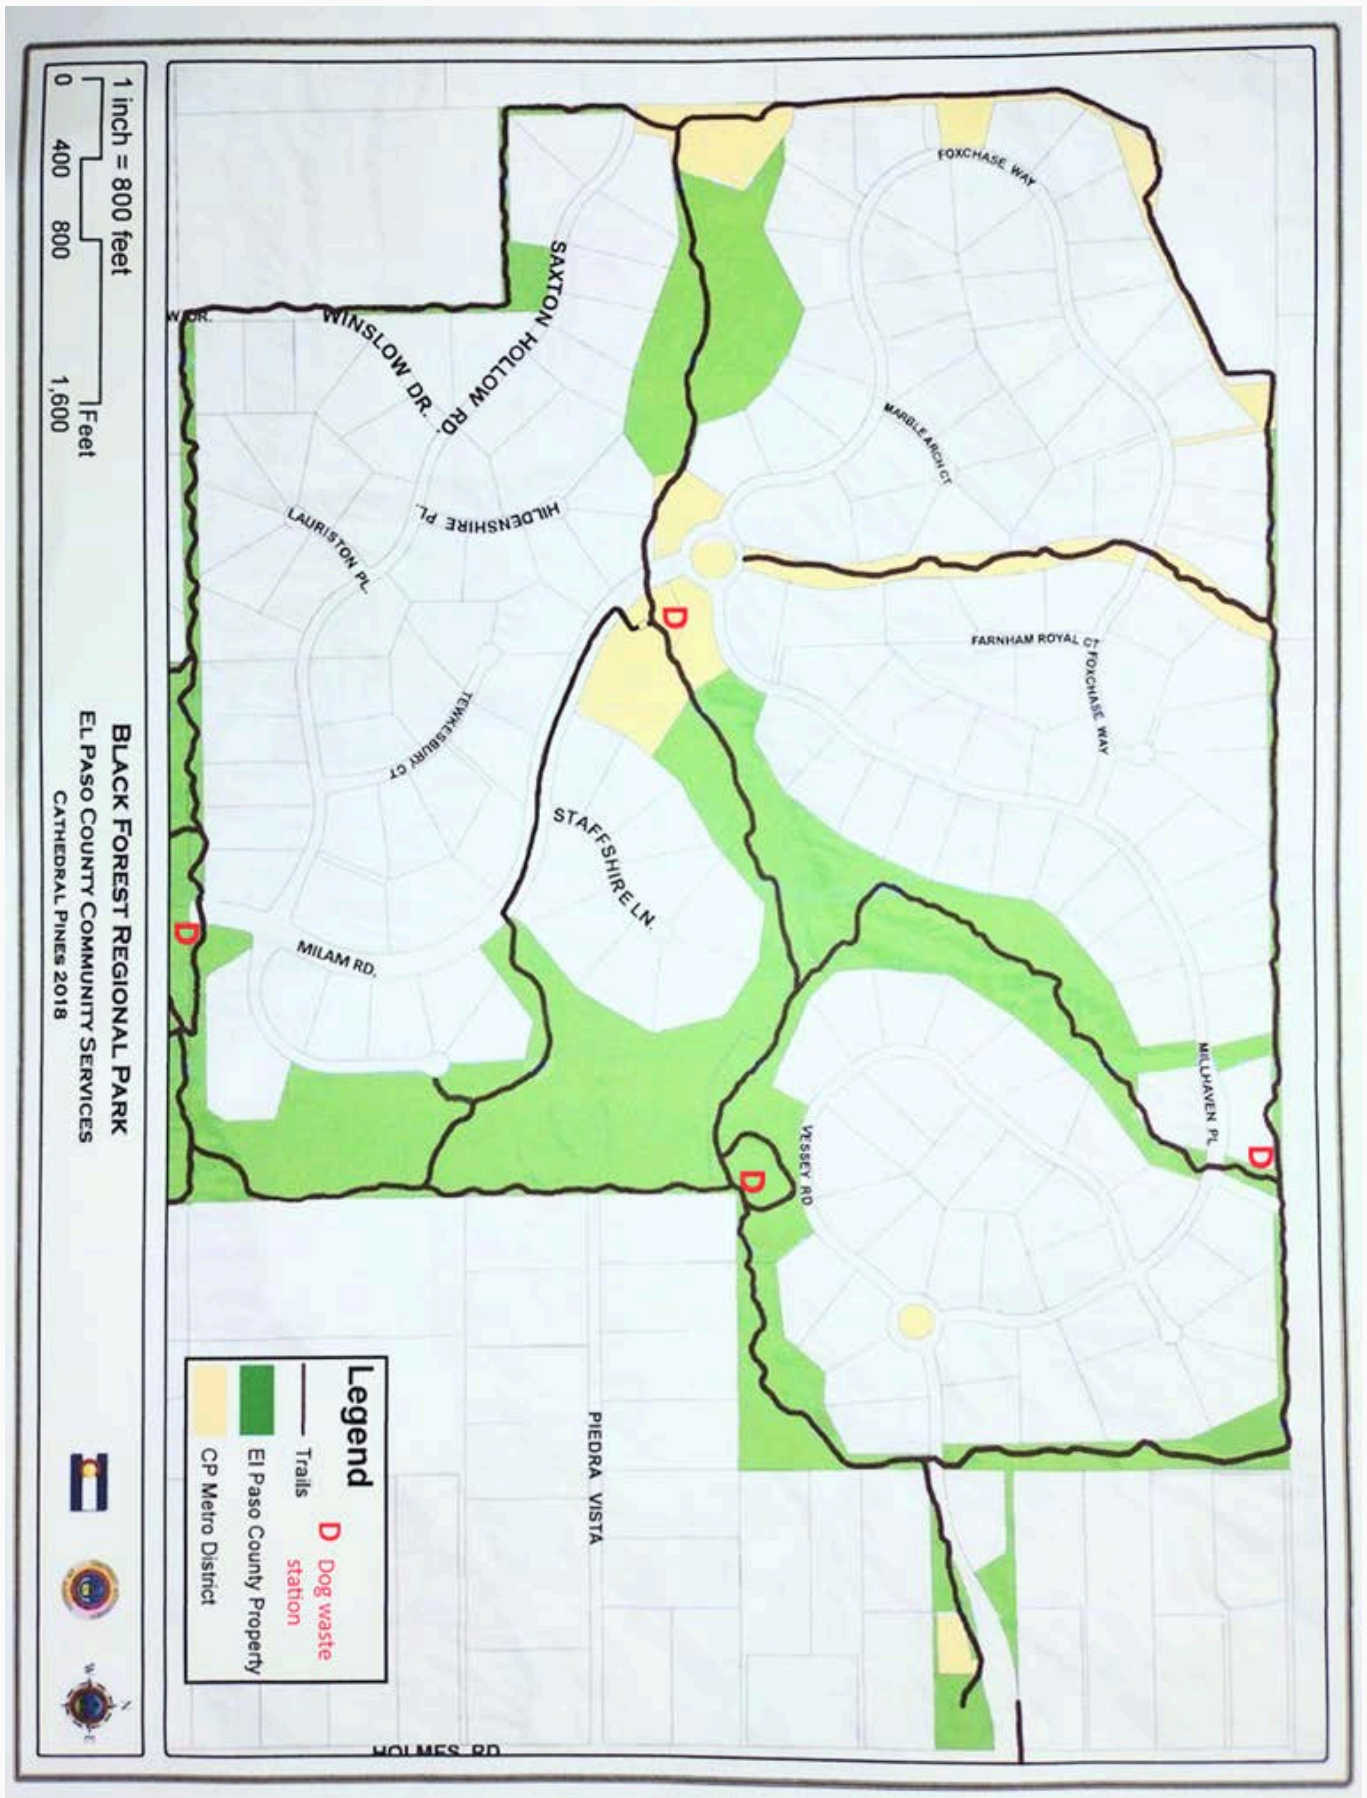 FOXCHASE WAY
SAXTON HOLLOW RD.
WINSLOW DR.
W DR.
MARBLE ARCH CT
HILDENSHIRE PL.
LAURISTON PL.
FARNHAM ROYAL CT
FOXCHASE WAY
D
TEWKESBURY CT
STAFFSHIRE LN.
MILAM RD.
D
MILLHAVEN PL
D
VESSEY RD
D
PIEDRA VISTA
HOLMES RD
Legend
Trails
D Dog waste
station
El Paso County Property
CP Metro District
1 inch = 800 feet
Feet
0 400 800 1,600
BLACK FOREST REGIONAL PARK
EL PASO COUNTY COMMUNITY SERVICES
CATHEDRAL PINES 2018
N
W
E